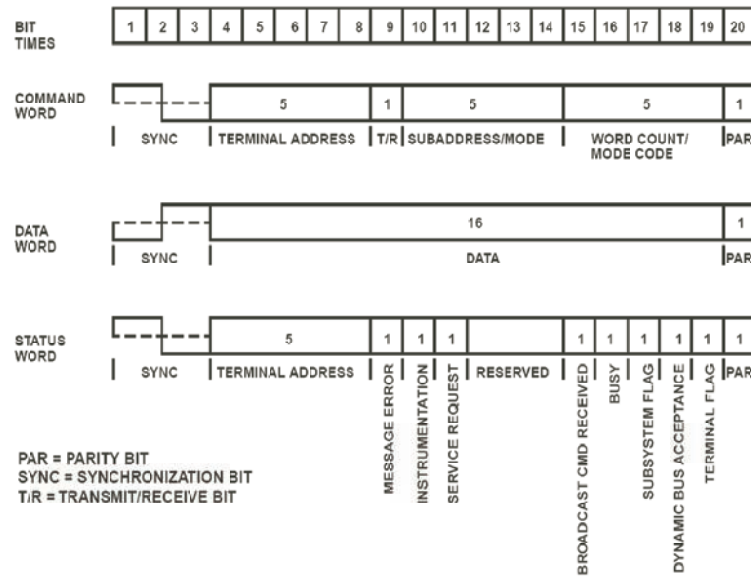 BIT TIMES 1 2 3 4 5 6 7 8 9 10 11 12 13 14 15 16 17 18 19 20
COMMAND WORD 5 1 5 5 1
SYNC TERMINAL ADDRESS T/R SUBADDRESS/MODE WORD COUNT/ MODE CODE PAR
DATA WORD 16 1
SYNC DATA PAR
STATUS WORD 5 1 1 1 1 1 1 1 1 1
SYNC TERMINAL ADDRESS RESERVED PAR
MESSAGE ERROR
INSTRUMENTATION
SERVICE REQUEST
BROADCAST CMD RECEIVED
BUSY
SUBSYSTEM FLAG
DYNAMIC BUS ACCEPTANCE
TERMINAL FLAG
PAR = PARITY BIT
SYNC = SYNCHRONIZATION BIT
T/R = TRANSMIT/RECEIVE BIT